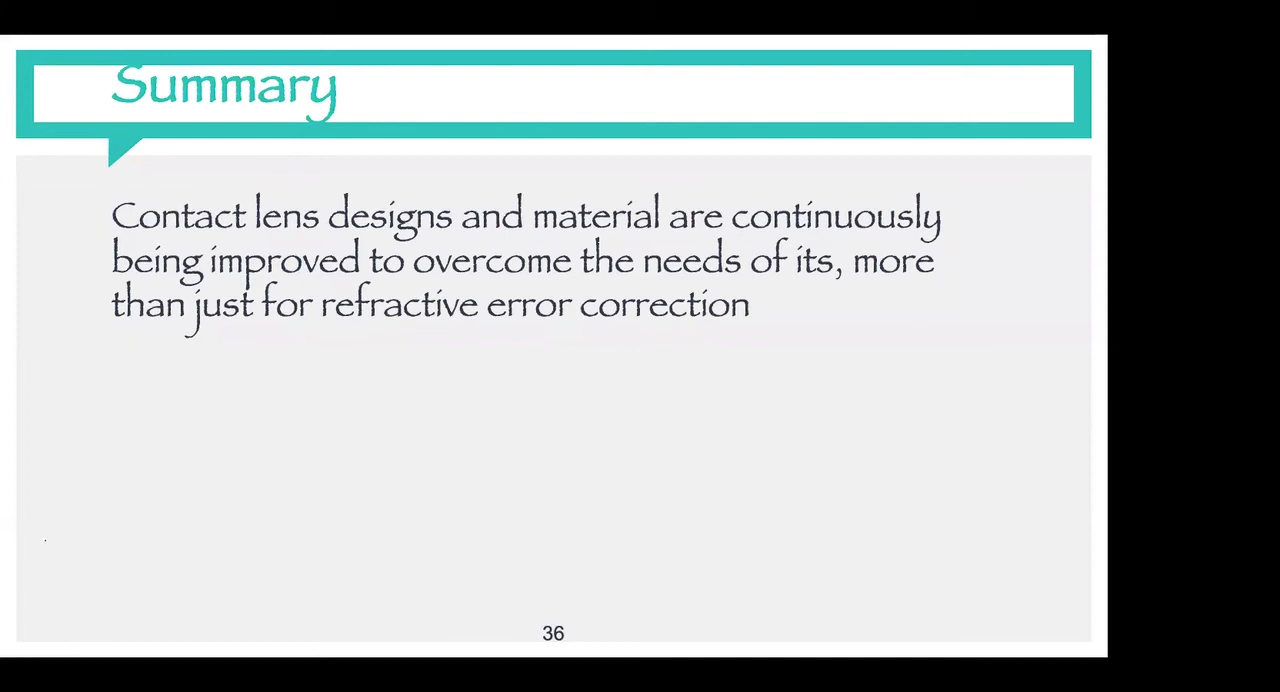 Summary
Contact lens designs and material are continuously
being improved to overcome the needs of its, more
than just for refractive error correction
36